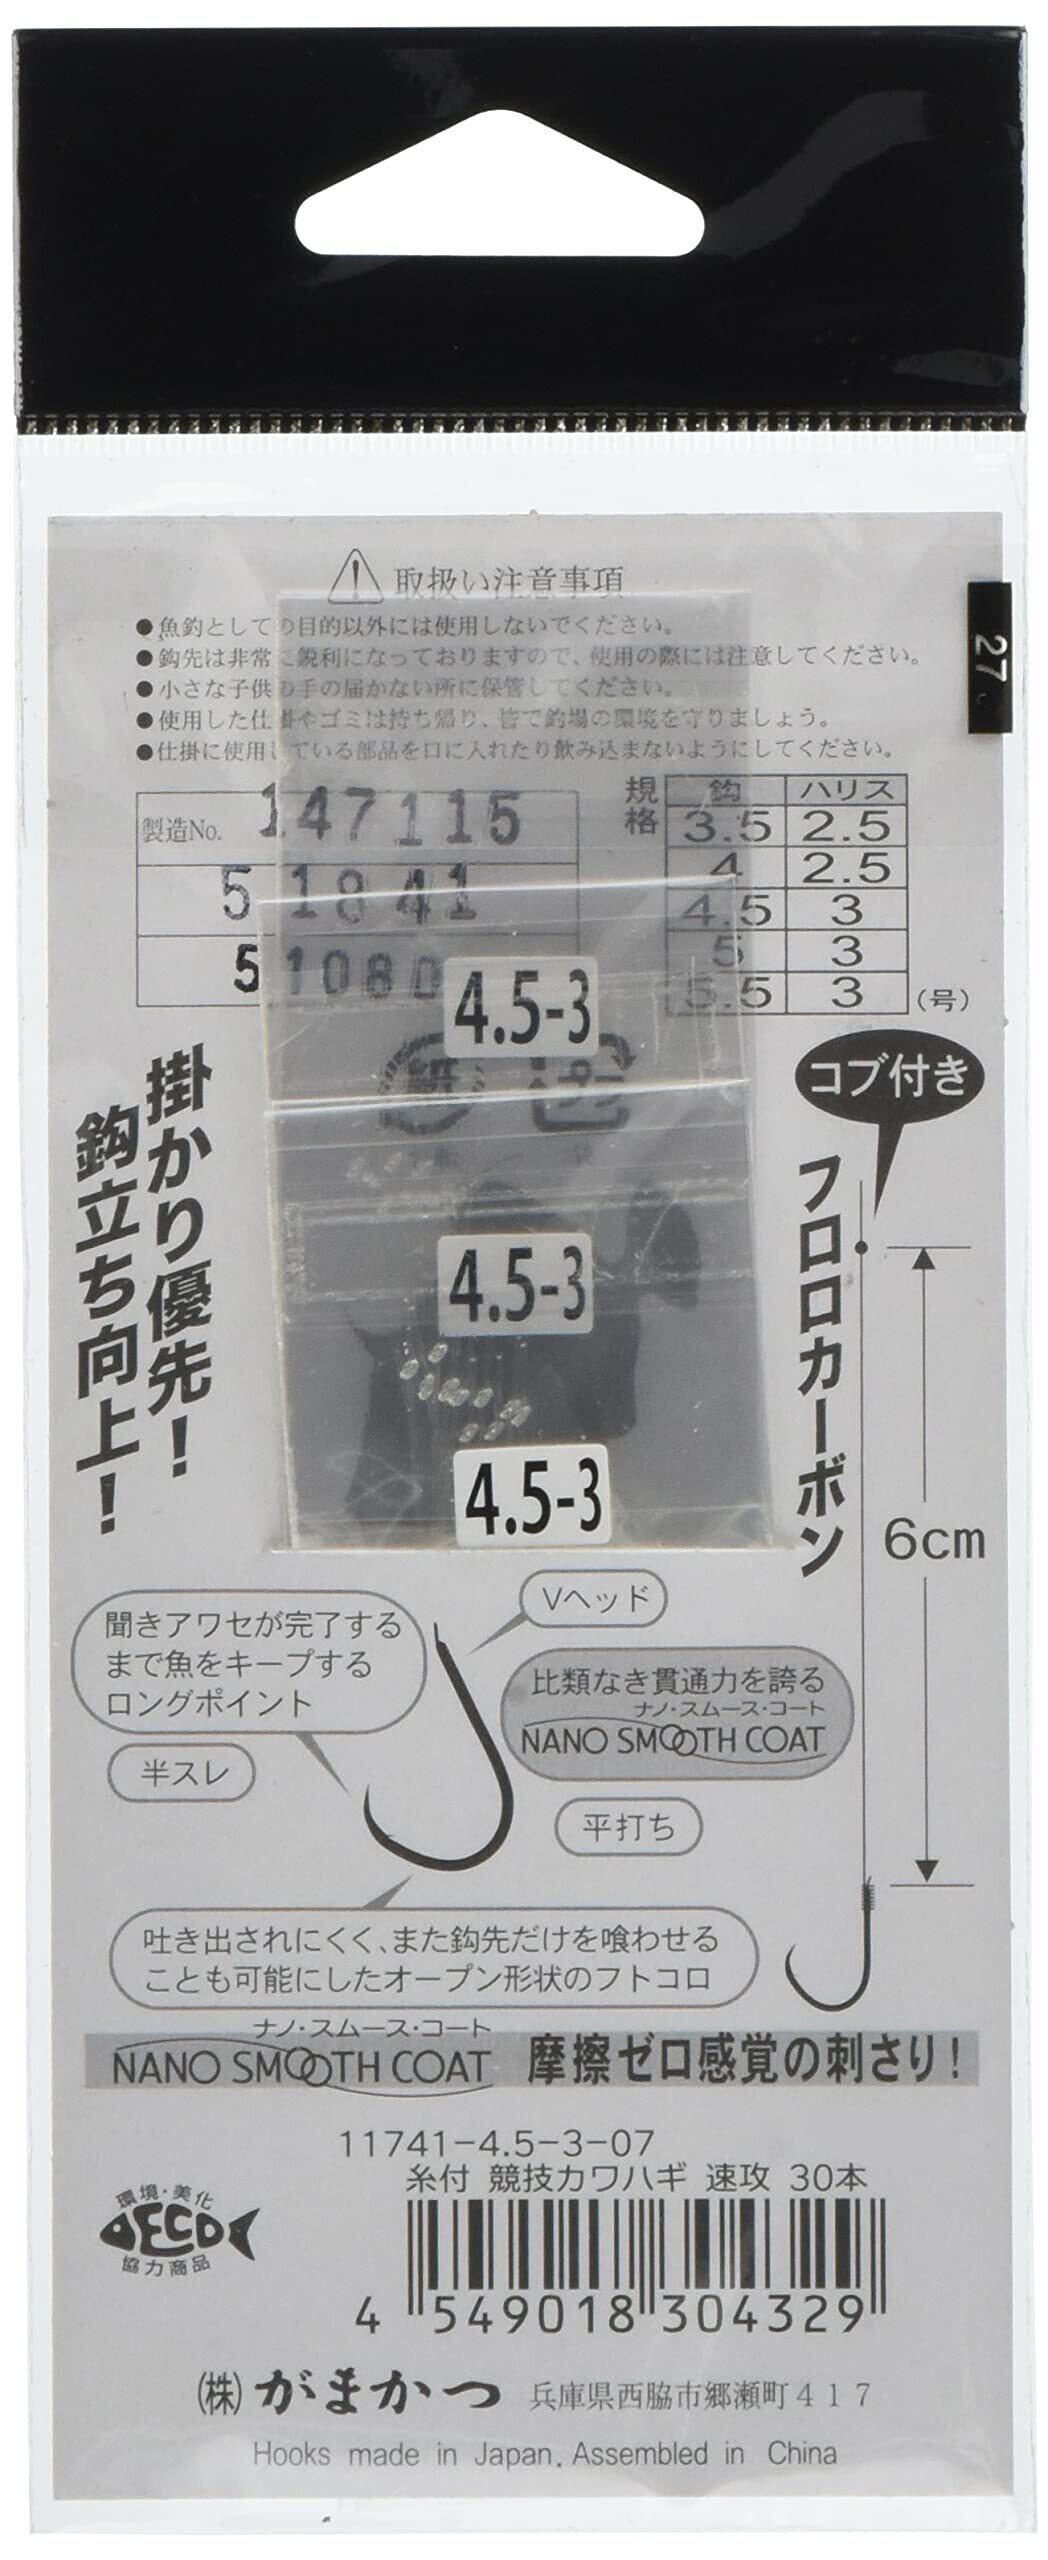 取扱い注意事項
●魚鈎としての目的以外には使用しないでください。
●鈎先は非常に鋭利になっておりますので、使用の際には注意してください。
●小さな子供の手の届かない所に保管してください。
●使用した仕掛やゴミは持ち帰り、皆で釣場の環境を守りましょう。
●仕掛に使用している部品を口に入れたり飲み込まないようにしてください。
27
製造No. 147115
51841
51080
規格
鈎 ハリス
3.5 2.5
4 2.5
4.5 3
5 3
5.5 3
(号)
4.5-3
4.5-3
4.5-3
掛かり優先!
鈎立ち向上!
コブ付き
フロロカーボン
6cm
聞きアワセが完了する
まで魚をキープする
ロングポイント
Vヘッド
比類なき貫通力を誇る
ナノ・スムース・コート
NANO SMOOTH COAT
半スレ
平打ち
吐き出されにくく、また鈎先だけを喰わせる
ことも可能にしたオープン形状のフトコロ
ナノ・スムース・コート
NANO SMOOTH COAT 摩擦ゼロ感覚の刺さり!
11741-4.5-3-07
糸付 競技カワハギ 速攻 30本
環境・美化
ECO
協力商品
4 549018 304329
(株)がまかつ 兵庫県西脇市郷瀬町417
Hooks made in Japan. Assembled in China